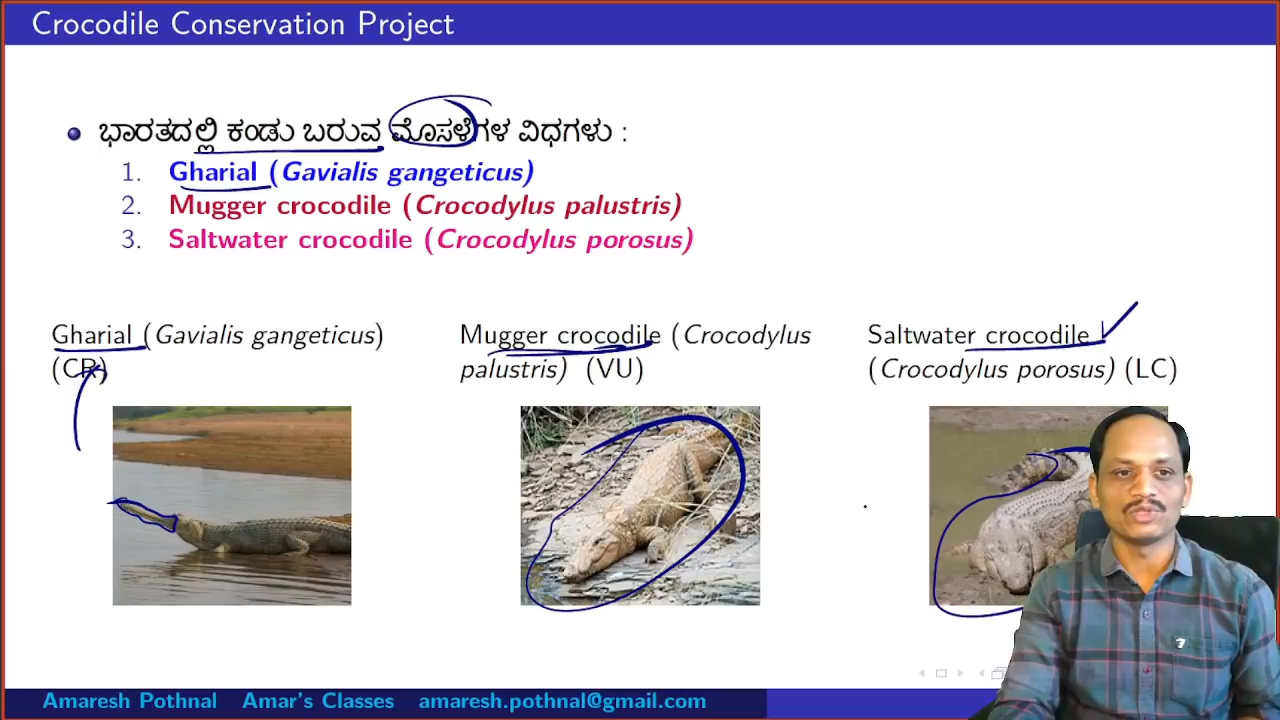 Crocodile Conservation Project
ಭಾರತದಲ್ಲಿ ಕಂಡು ಬರುವ ಮೊಸಳೆಗಳ ವಿಧಗಳು :
1. Gharial (Gavialis gangeticus)
2. Mugger crocodile (Crocodylus palustris)
3. Saltwater crocodile (Crocodylus porosus)
Gharial (Gavialis gangeticus)
(CR)
Mugger crocodile (Crocodylus
palustris) (VU)
Saltwater crocodile
(Crocodylus porosus) (LC)
Amaresh Pothnal Amar's Classes amaresh.pothnal@gmail.com